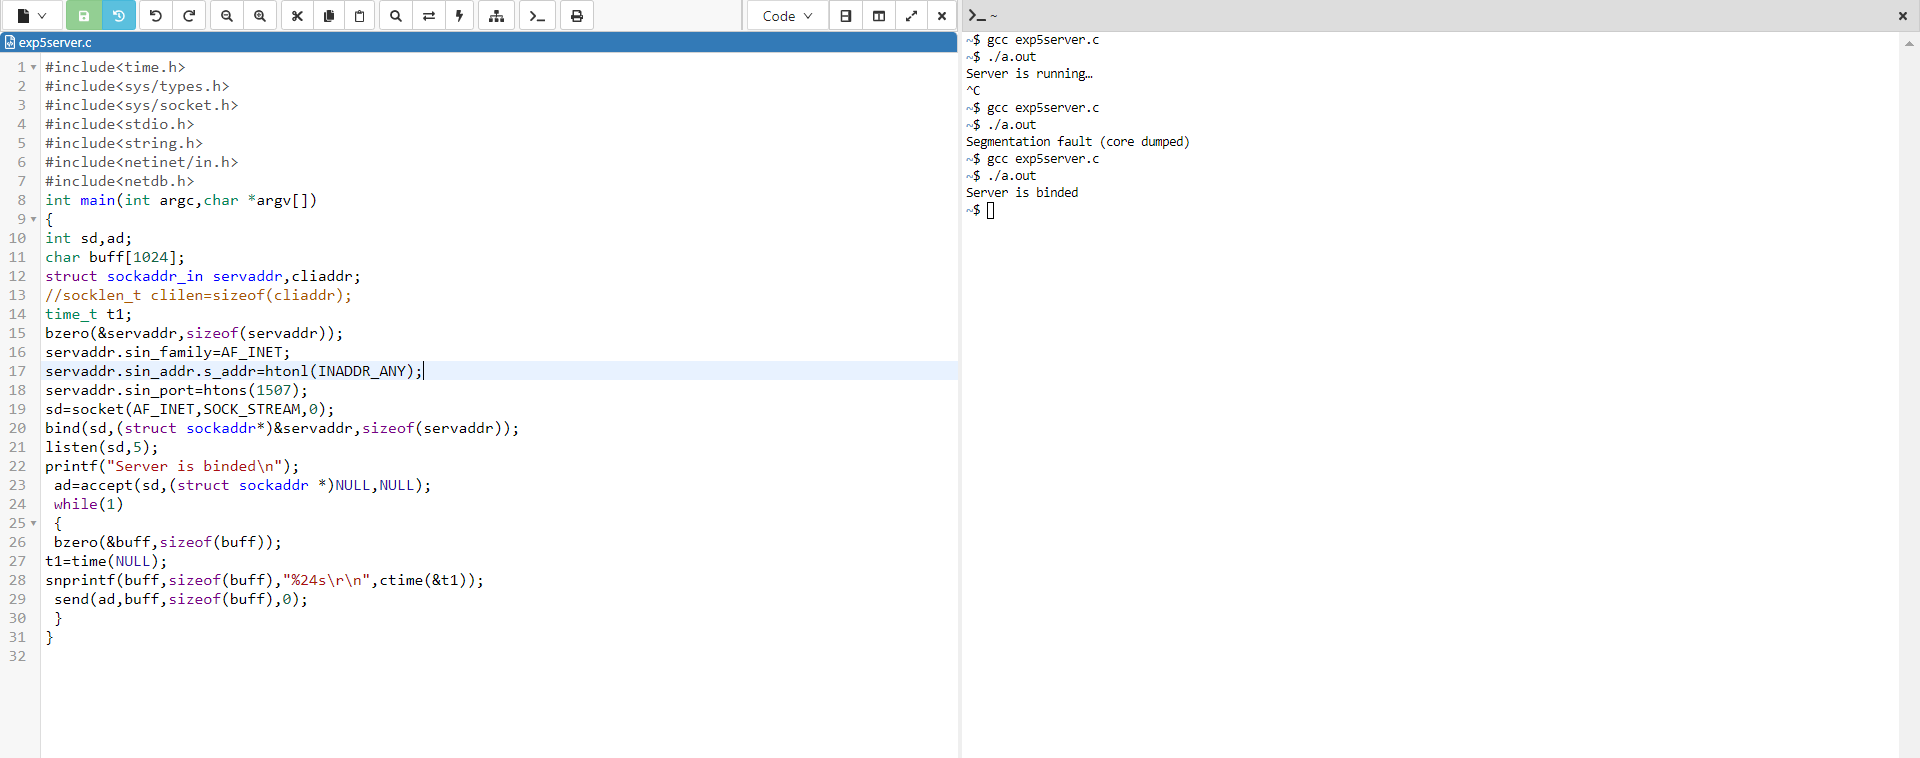 Code
exp5server.c
1 #include<time.h>
2 #include<sys/types.h>
3 #include<sys/socket.h>
4 #include<stdio.h>
5 #include<string.h>
6 #include<netinet/in.h>
7 #include<netdb.h>
8 int main(int argc,char *argv[])
9 {
10 int sd,ad;
11 char buff[1024];
12 struct sockaddr_in servaddr,cliaddr;
13 //socklen_t clilen=sizeof(cliaddr);
14 time_t t1;
15 bzero(&servaddr,sizeof(servaddr));
16 servaddr.sin_family=AF_INET;
17 servaddr.sin_addr.s_addr=htonl(INADDR_ANY);
18 servaddr.sin_port=htons(1507);
19 sd=socket(AF_INET,SOCK_STREAM,0);
20 bind(sd,(struct sockaddr*)&servaddr,sizeof(servaddr));
21 listen(sd,5);
22 printf("Server is binded\n");
23 ad=accept(sd,(struct sockaddr *)NULL,NULL);
24 while(1)
25 {
26 bzero(&buff,sizeof(buff));
27 t1=time(NULL);
28 snprintf(buff,sizeof(buff),"%24s\r\n",ctime(&t1));
29 send(ad,buff,sizeof(buff),0);
30 }
31 }
32
~
~$ gcc exp5server.c
~$ ./a.out
Server is running…
^C
~$ gcc exp5server.c
~$ ./a.out
Segmentation fault (core dumped)
~$ gcc exp5server.c
~$ ./a.out
Server is binded
~$